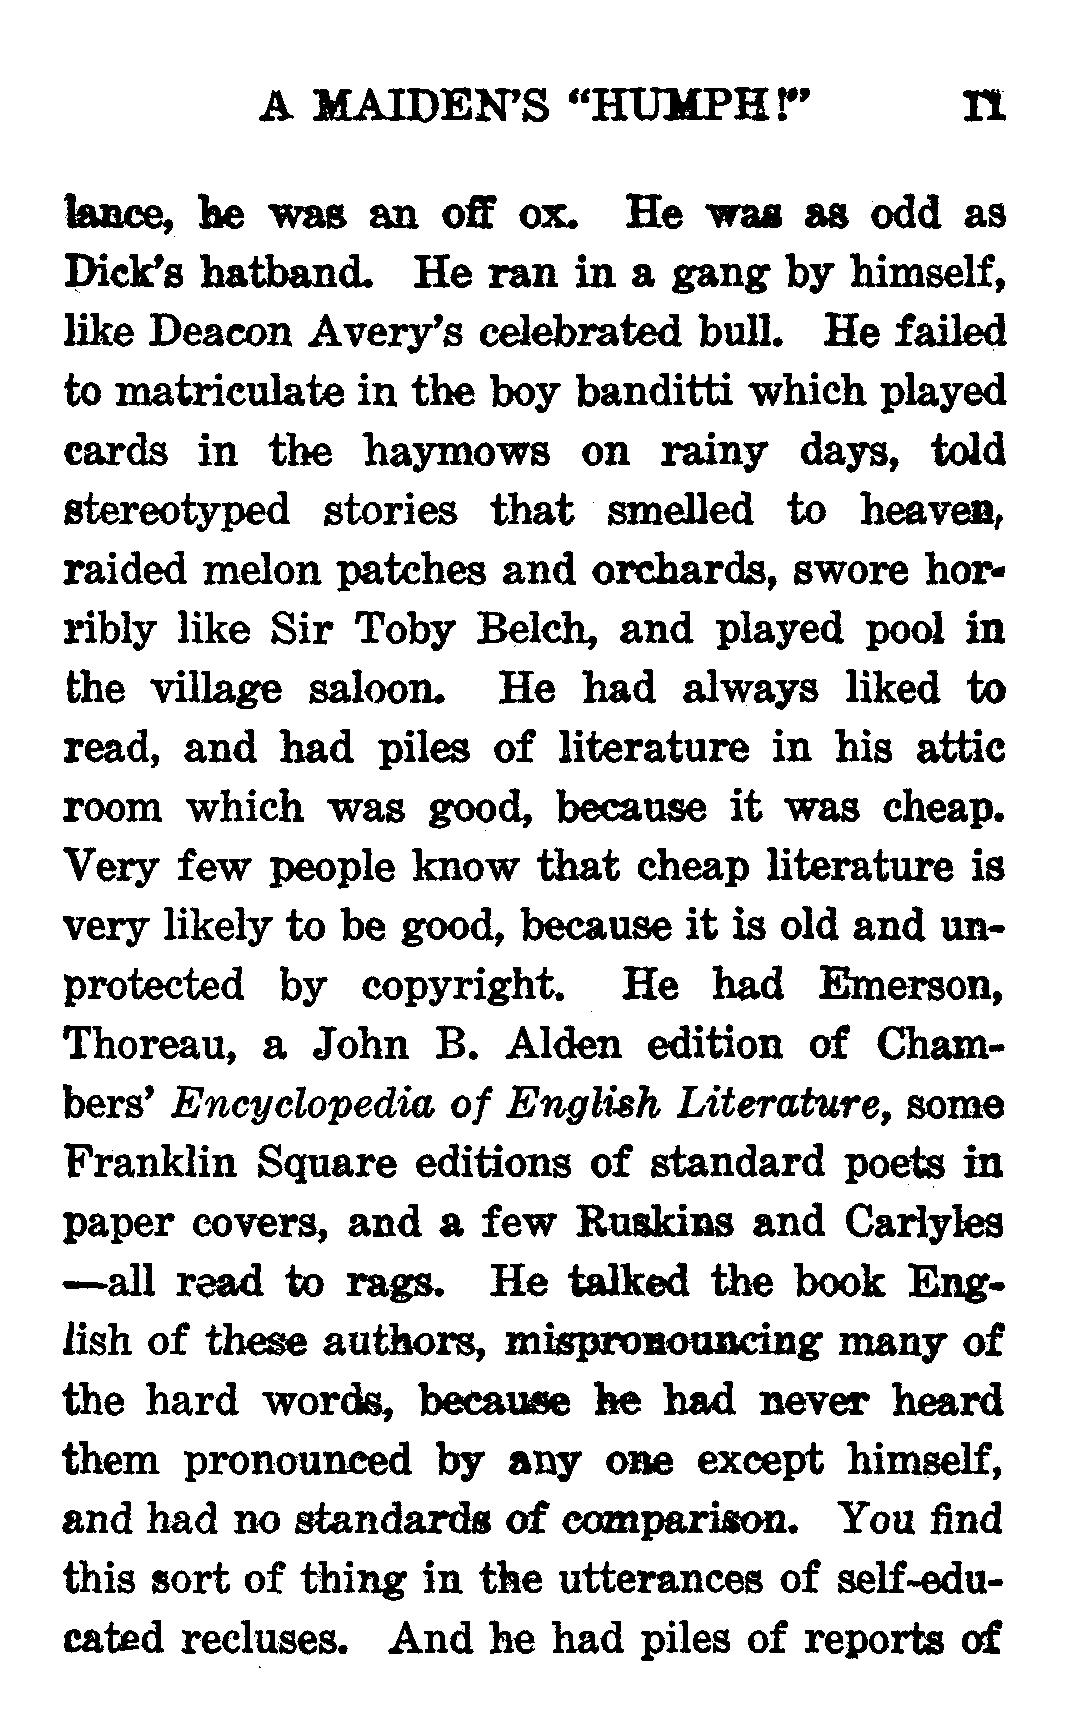 A MAIDEN'S "HUMPH!" 11
lance, he was an off ox. He was as odd as
Dick's hatband. He ran in a gang by himself,
like Deacon Avery's celebrated bull. He failed
to matriculate in the boy banditti which played
cards in the haymows on rainy days, told
stereotyped stories that smelled to heaven,
raided melon patches and orchards, swore hor-
ribly like Sir Toby Belch, and played pool in
the village saloon. He had always liked to
read, and had piles of literature in his attic
room which was good, because it was cheap.
Very few people know that cheap literature is
very likely to be good, because it is old and un-
protected by copyright. He had Emerson,
Thoreau, a John B. Alden edition of Cham-
bers' Encyclopedia of English Literature, some
Franklin Square editions of standard poets in
paper covers, and a few Ruskins and Carlyles
—all read to rags. He talked the book Eng-
lish of these authors, mispronouncing many of
the hard words, because he had never heard
them pronounced by any one except himself,
and had no standards of comparison. You find
this sort of thing in the utterances of self-edu-
cated recluses. And he had piles of reports of